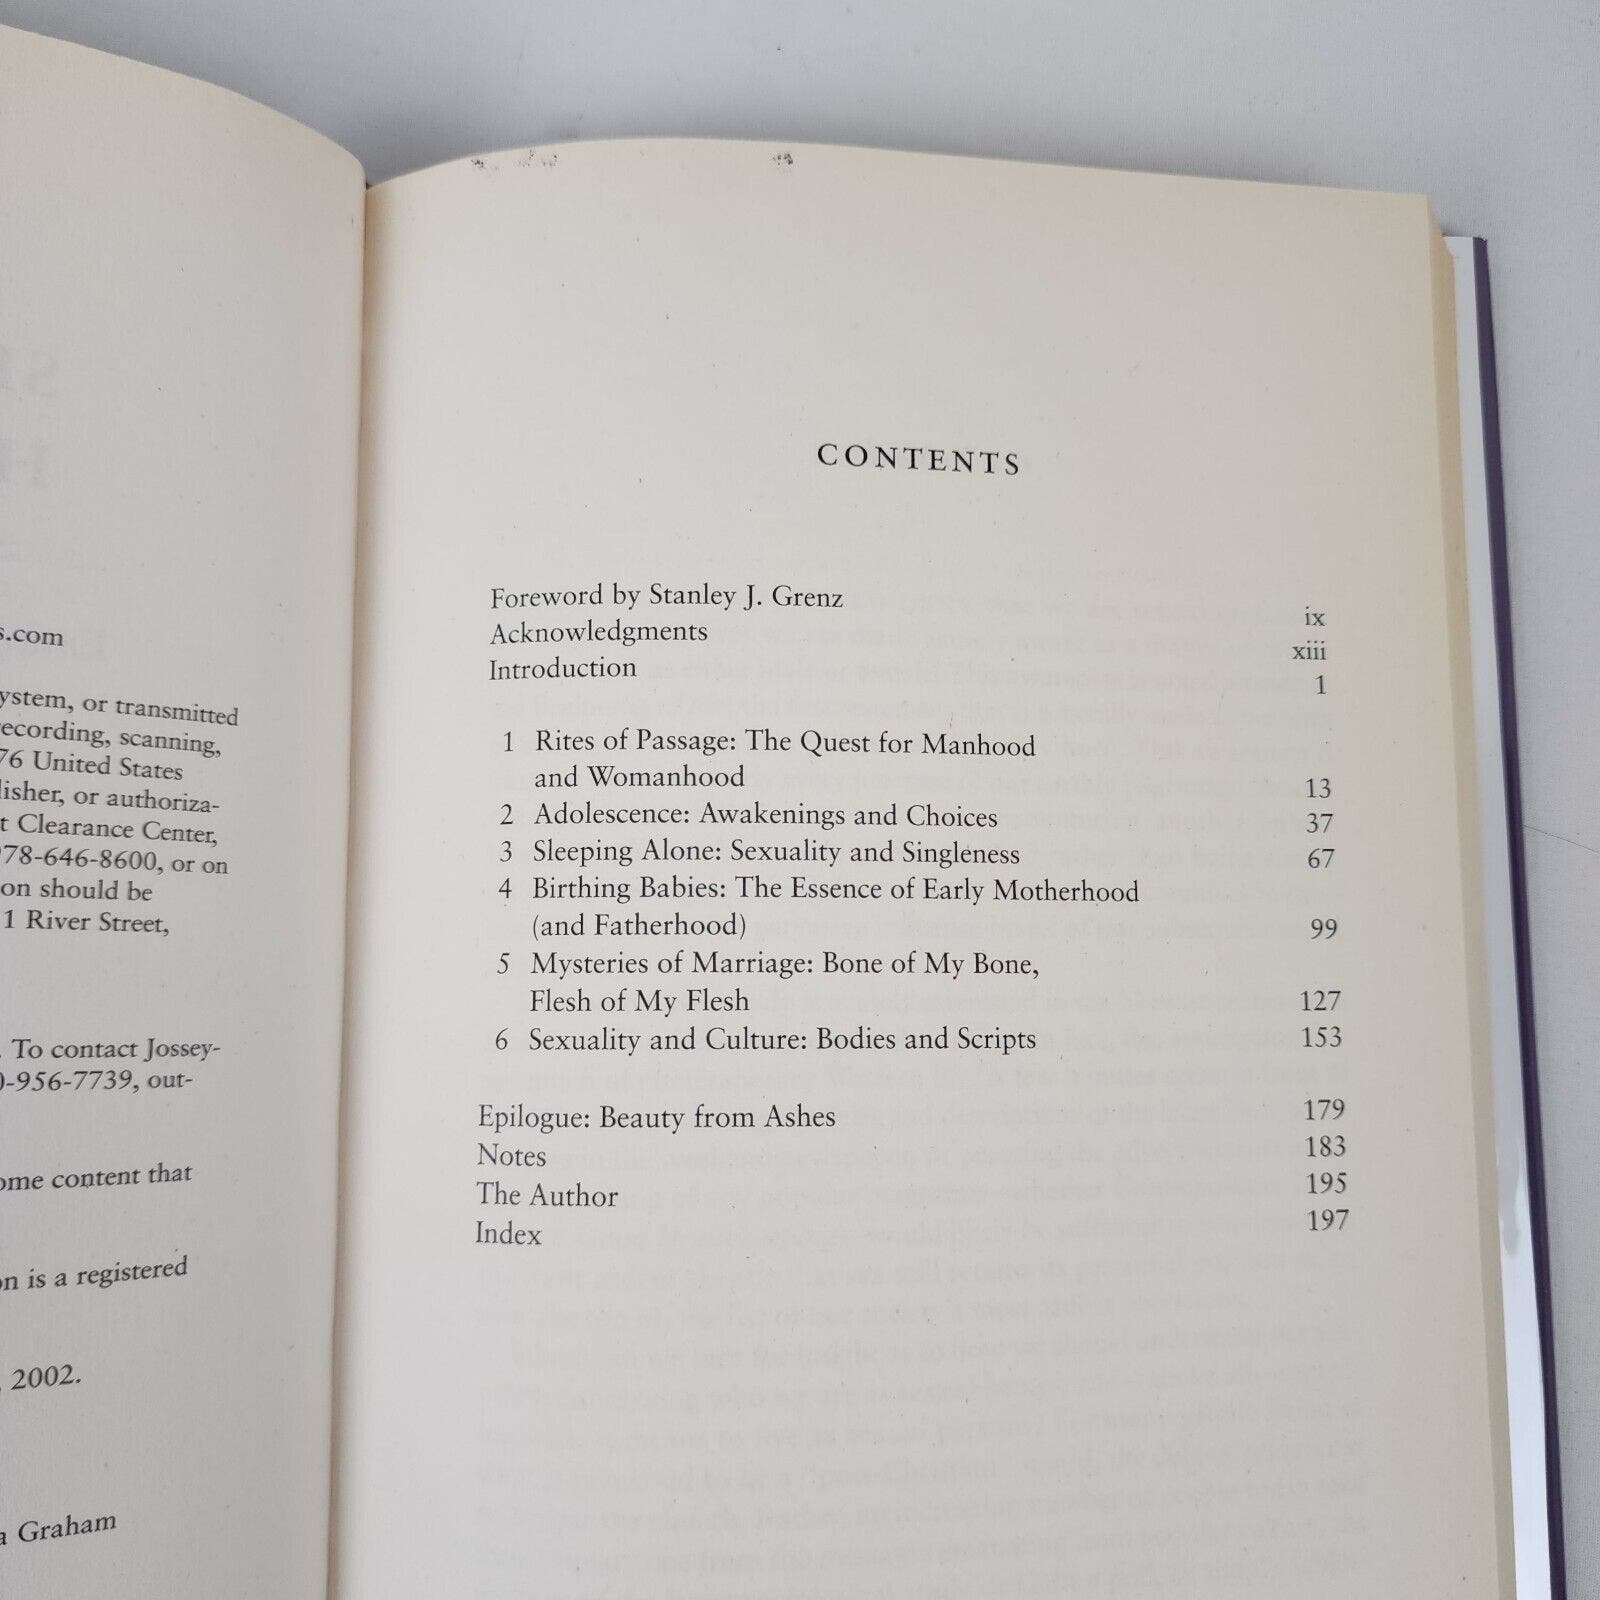 s.com
ystem, or transmitted
ecording, scanning,
76 United States
lisher, or authoriza-
t Clearance Center,
978-646-8600, or on
on should be
1 River Street,
. To contact Jossey-
0-956-7739, out-
ome content that
on is a registered
, 2002.
a Graham
CONTENTS
Foreword by Stanley J. Grenz ix
Acknowledgments xiii
Introduction 1
1 Rites of Passage: The Quest for Manhood
and Womanhood 13
2 Adolescence: Awakenings and Choices 37
3 Sleeping Alone: Sexuality and Singleness 67
4 Birthing Babies: The Essence of Early Motherhood
(and Fatherhood) 99
5 Mysteries of Marriage: Bone of My Bone,
Flesh of My Flesh 127
6 Sexuality and Culture: Bodies and Scripts 153
Epilogue: Beauty from Ashes 179
Notes 183
The Author 195
Index 197